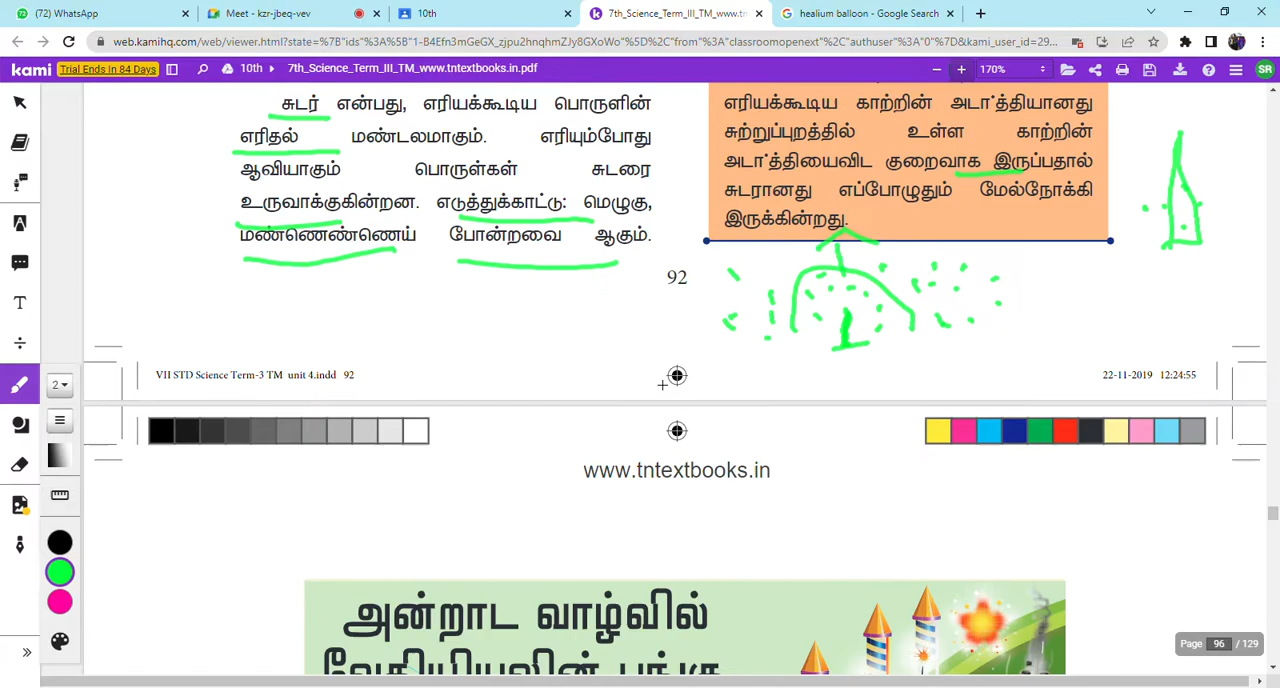 (72) WhatsApp
Meet - kzr-jbeq-vev
10th
7th_Science_Term_III_TM_www.tn
healium balloon - Google Search
web.kamihq.com/web/viewer.html?state=%7B"ids"%3A%5B"1-B4Efn3mGeGX_zjpu2hnqhmZJy8GXoWo"%5D%2C"from"%3A"classroomopennext"%2C"authuser"%3A"0"%7D&kami_user_id=29...
kami
Trial Ends In 84 Days
10th
7th_Science_Term_III_TM_www.tntextbooks.in.pdf
170%
SR
சுடர் என்பது, எரியக்கூடிய பொருளின்
எரிதல் மண்டலமாகும். எரியும்போது
ஆவியாகும் பொருள்கள் சுடரை
உருவாக்குகின்றன. எடுத்துக்காட்டு: மெழுகு,
மண்ணெண்ணெய் போன்றவை ஆகும்.
எரியக்கூடிய காற்றின் அடர்த்தியானது
சுற்றுப்புறத்தில் உள்ள காற்றின்
அடர்த்தியைவிட குறைவாக இருப்பதால்
சுடரானது எப்போழுதும் மேல்நோக்கி
இருக்கின்றது.
92
VII STD Science Term-3 TM unit 4.indd 92
22-11-2019 12:24:55
www.tntextbooks.in
அன்றாட வாழ்வில்
வேதியியலின் பங்கு
2
Page 96 / 129